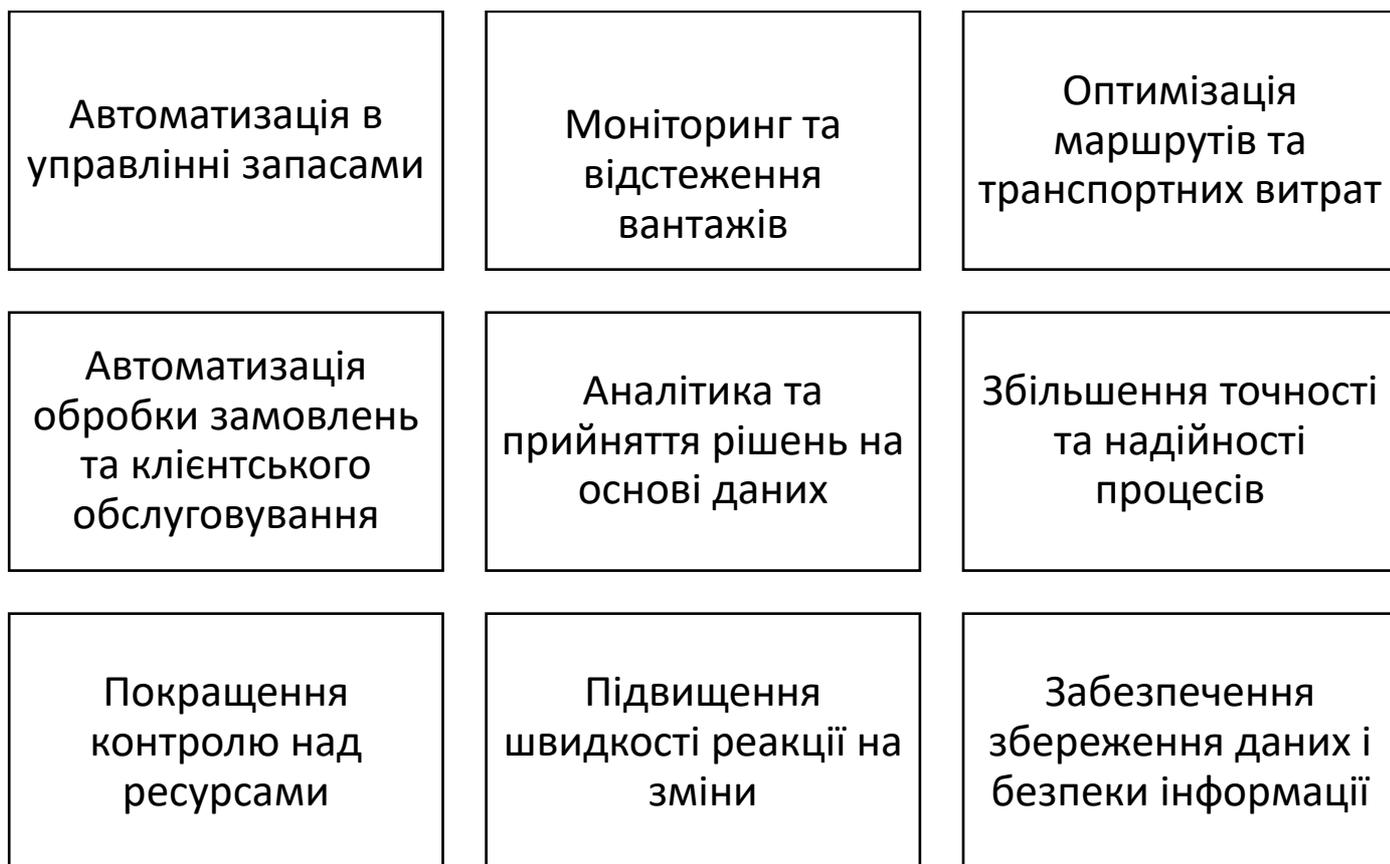 Автоматизація в
управлінні запасами
Моніторинг та
відстеження
вантажів
Оптимізація
маршрутів та
транспортних витрат
Автоматизація
обробки замовлень
та клієнтського
обслуговування
Аналітика та
прийняття рішень на
основі даних
Збільшення точності
та надійності
процесів
Покращення
контролю над
ресурсами
Підвищення
швидкості реакції на
зміни
Забезпечення
збереження даних і
безпеки інформації